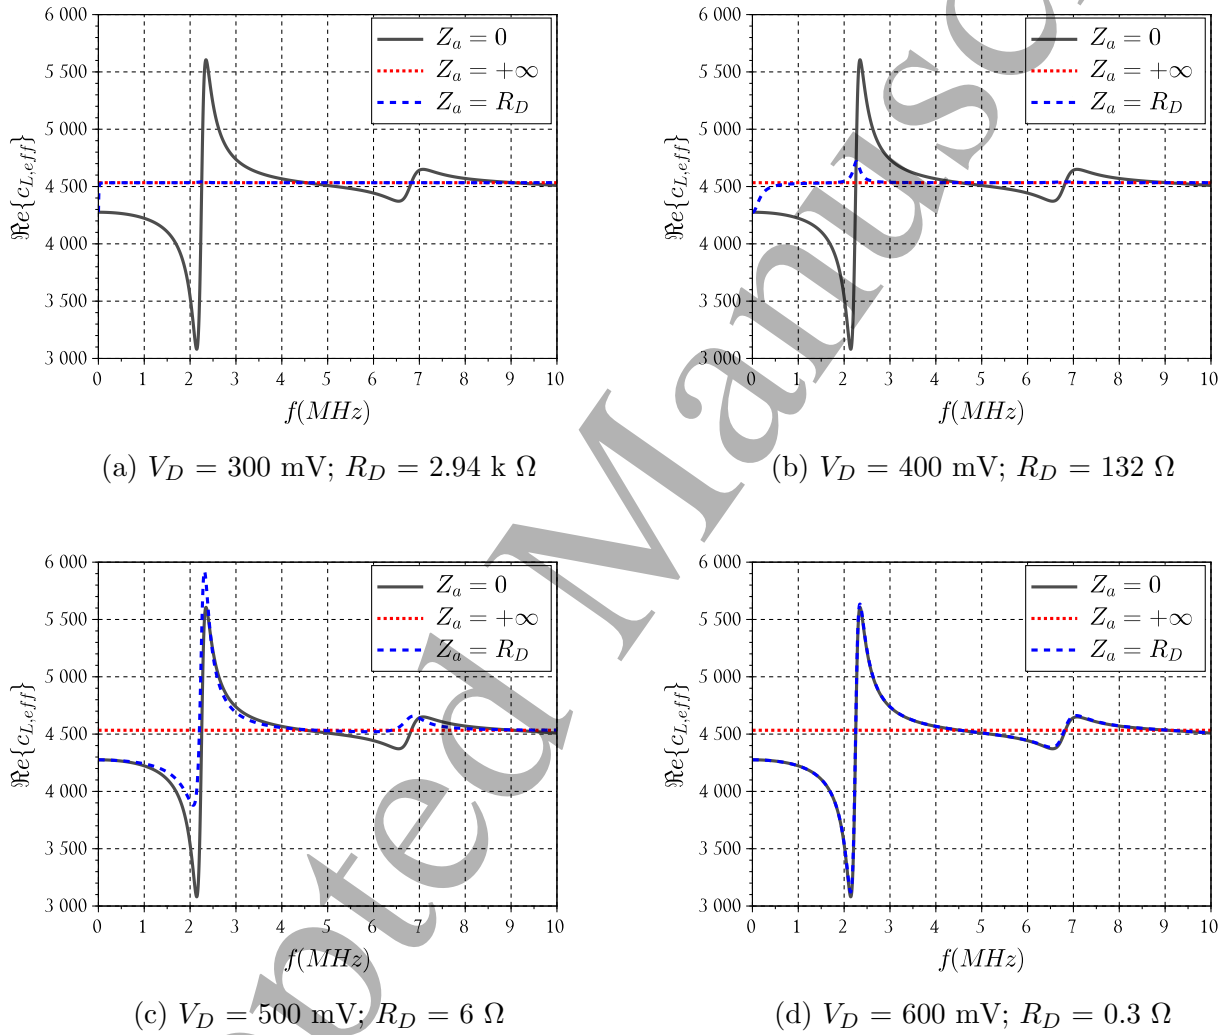 6 000
5 500
5 000
4 500
4 000
3 500
3 000
0 1 2 3 4 5 6 7 8 9 10
ℜe{c_{L,eff}}
f(MHz)
Z_a = 0
Z_a = +∞
Z_a = R_D
(a) V_D = 300 mV; R_D = 2.94 k Ω
6 000
5 500
5 000
4 500
4 000
3 500
3 000
0 1 2 3 4 5 6 7 8 9 10
ℜe{c_{L,eff}}
f(MHz)
Z_a = 0
Z_a = +∞
Z_a = R_D
(b) V_D = 400 mV; R_D = 132 Ω
6 000
5 500
5 000
4 500
4 000
3 500
3 000
0 1 2 3 4 5 6 7 8 9 10
ℜe{c_{L,eff}}
f(MHz)
Z_a = 0
Z_a = +∞
Z_a = R_D
(c) V_D = 500 mV; R_D = 6 Ω
6 000
5 500
5 000
4 500
4 000
3 500
3 000
0 1 2 3 4 5 6 7 8 9 10
ℜe{c_{L,eff}}
f(MHz)
Z_a = 0
Z_a = +∞
Z_a = R_D
(d) V_D = 600 mV; R_D = 0.3 Ω
pted Manusc